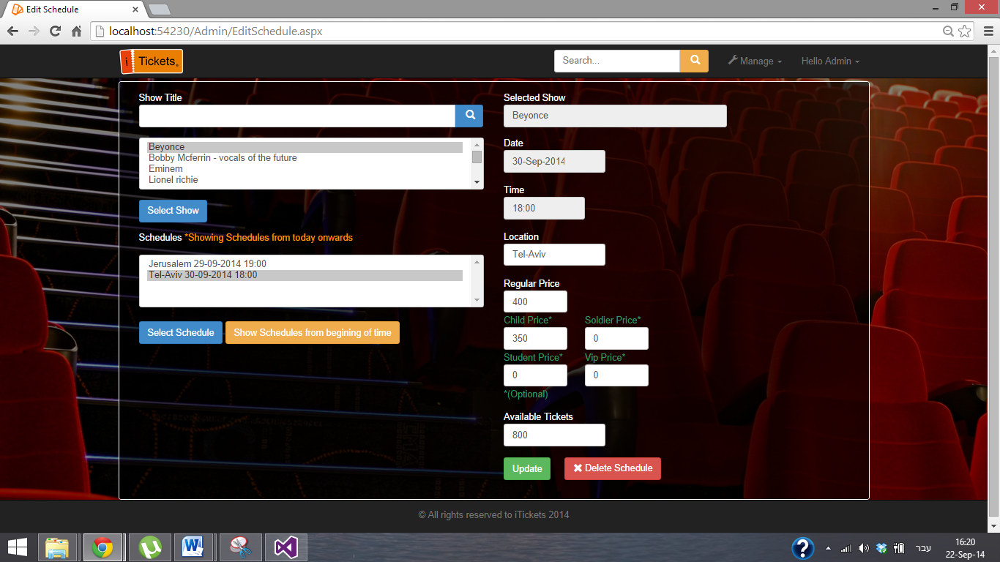 Edit Schedule
localhost:54230/Admin/EditSchedule.aspx
i Tickets
Search...
Manage
Hello Admin
Show Title
Beyonce
Bobby Mcferrin - vocals of the future
Eminem
Lionel richie
Select Show
Schedules *Showing Schedules from today onwards
Jerusalem 29-09-2014 19:00
Tel-Aviv 30-09-2014 18:00
Select Schedule
Show Schedules from begining of time
Selected Show
Beyonce
Date
30-Sep-2014
Time
18:00
Location
Tel-Aviv
Regular Price
400
Child Price* Soldier Price*
350 0
Student Price* Vip Price*
0 0
*(Optional)
Available Tickets
800
Update
Delete Schedule
© All rights reserved to iTickets 2014
W
?
עבר
16:20
22-Sep-14